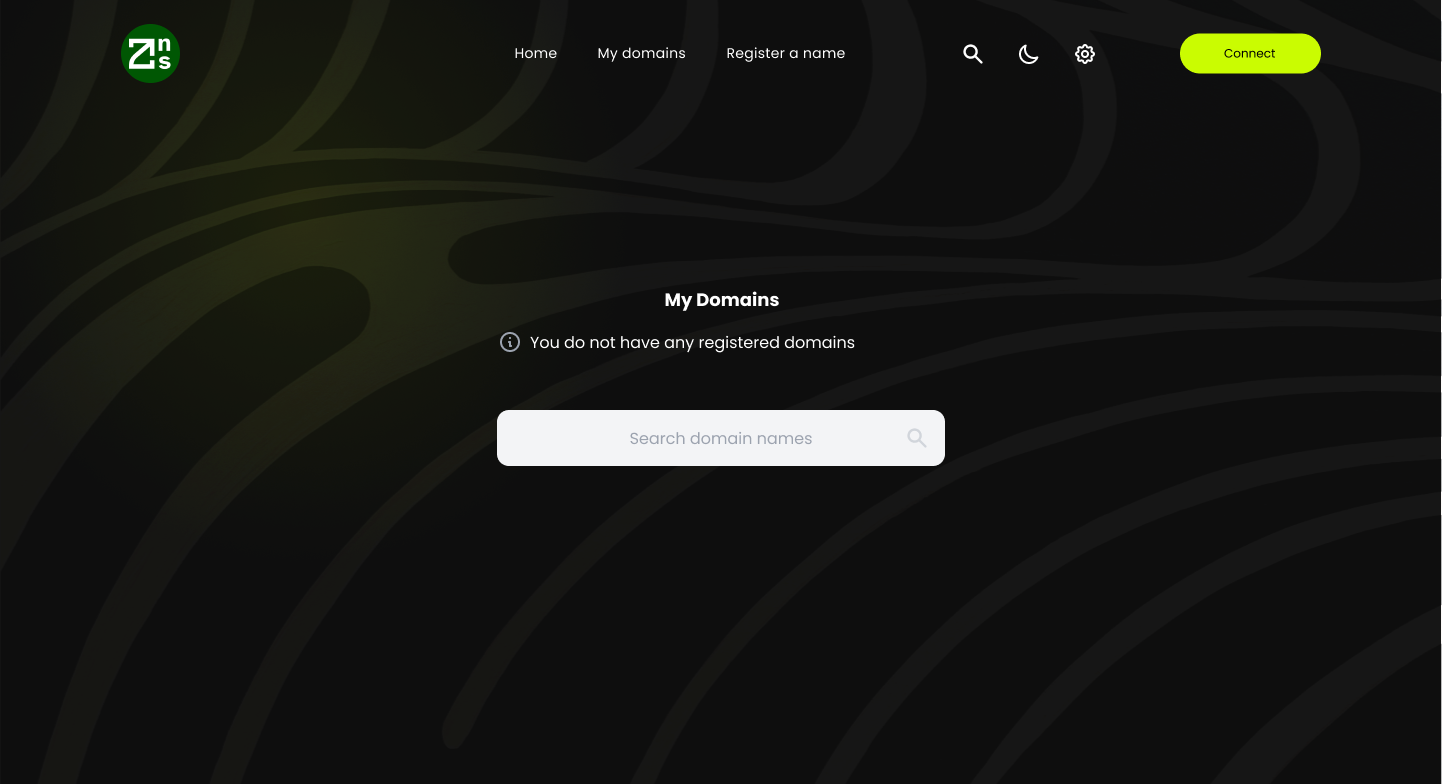 Zns
Home
My domains
Register a name
Connect
My Domains
You do not have any registered domains
Search domain names